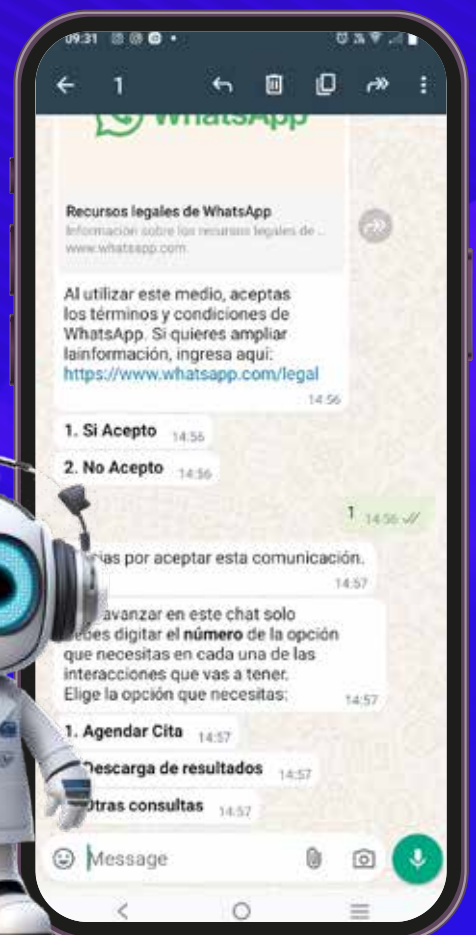 09:31
1
WhatsApp
Recursos legales de WhatsApp
Información sobre los recursos legales de ...
www.whatsapp.com
Al utilizar este medio, aceptas
los términos y condiciones de
WhatsApp. Si quieres ampliar
lainformación, ingresa aquí:
https://www.whatsapp.com/legal
14:56
1. Si Acepto 14:56
2. No Acepto 14:56
1 14:56
por aceptar esta comunicación.
14:57
avanzar en este chat solo
debes digitar el número de la opción
que necesitas en cada una de las
interacciones que vas a tener.
Elige la opción que necesitas: 14:57
1. Agendar Cita 14:57
Descarga de resultados 14:57
Otras consultas 14:57
Message